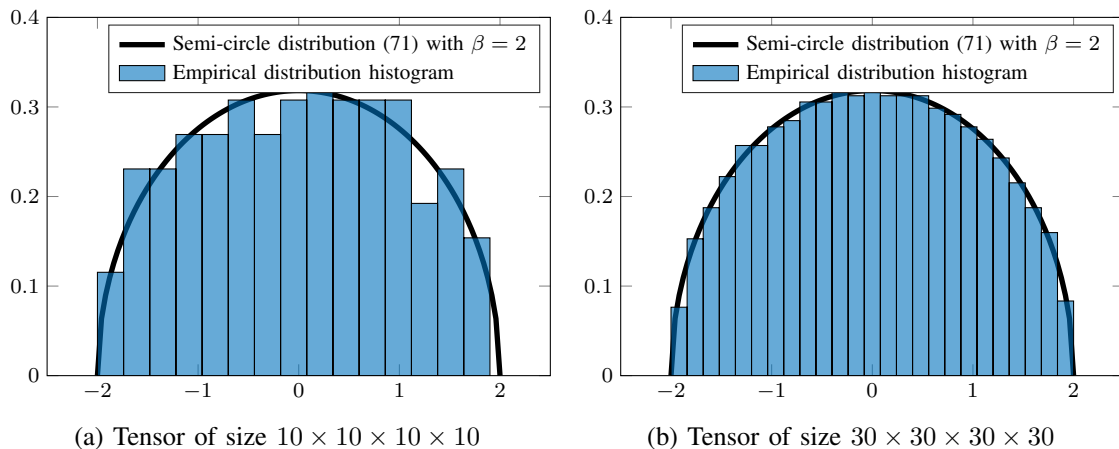 0.4
Semi-circle distribution (71) with β = 2
Empirical distribution histogram
0.3
0.2
0.1
0
−2 −1 0 1 2
(a) Tensor of size 10 × 10 × 10 × 10
0.4
Semi-circle distribution (71) with β = 2
Empirical distribution histogram
0.3
0.2
0.1
0
−2 −1 0 1 2
(b) Tensor of size 30 × 30 × 30 × 30